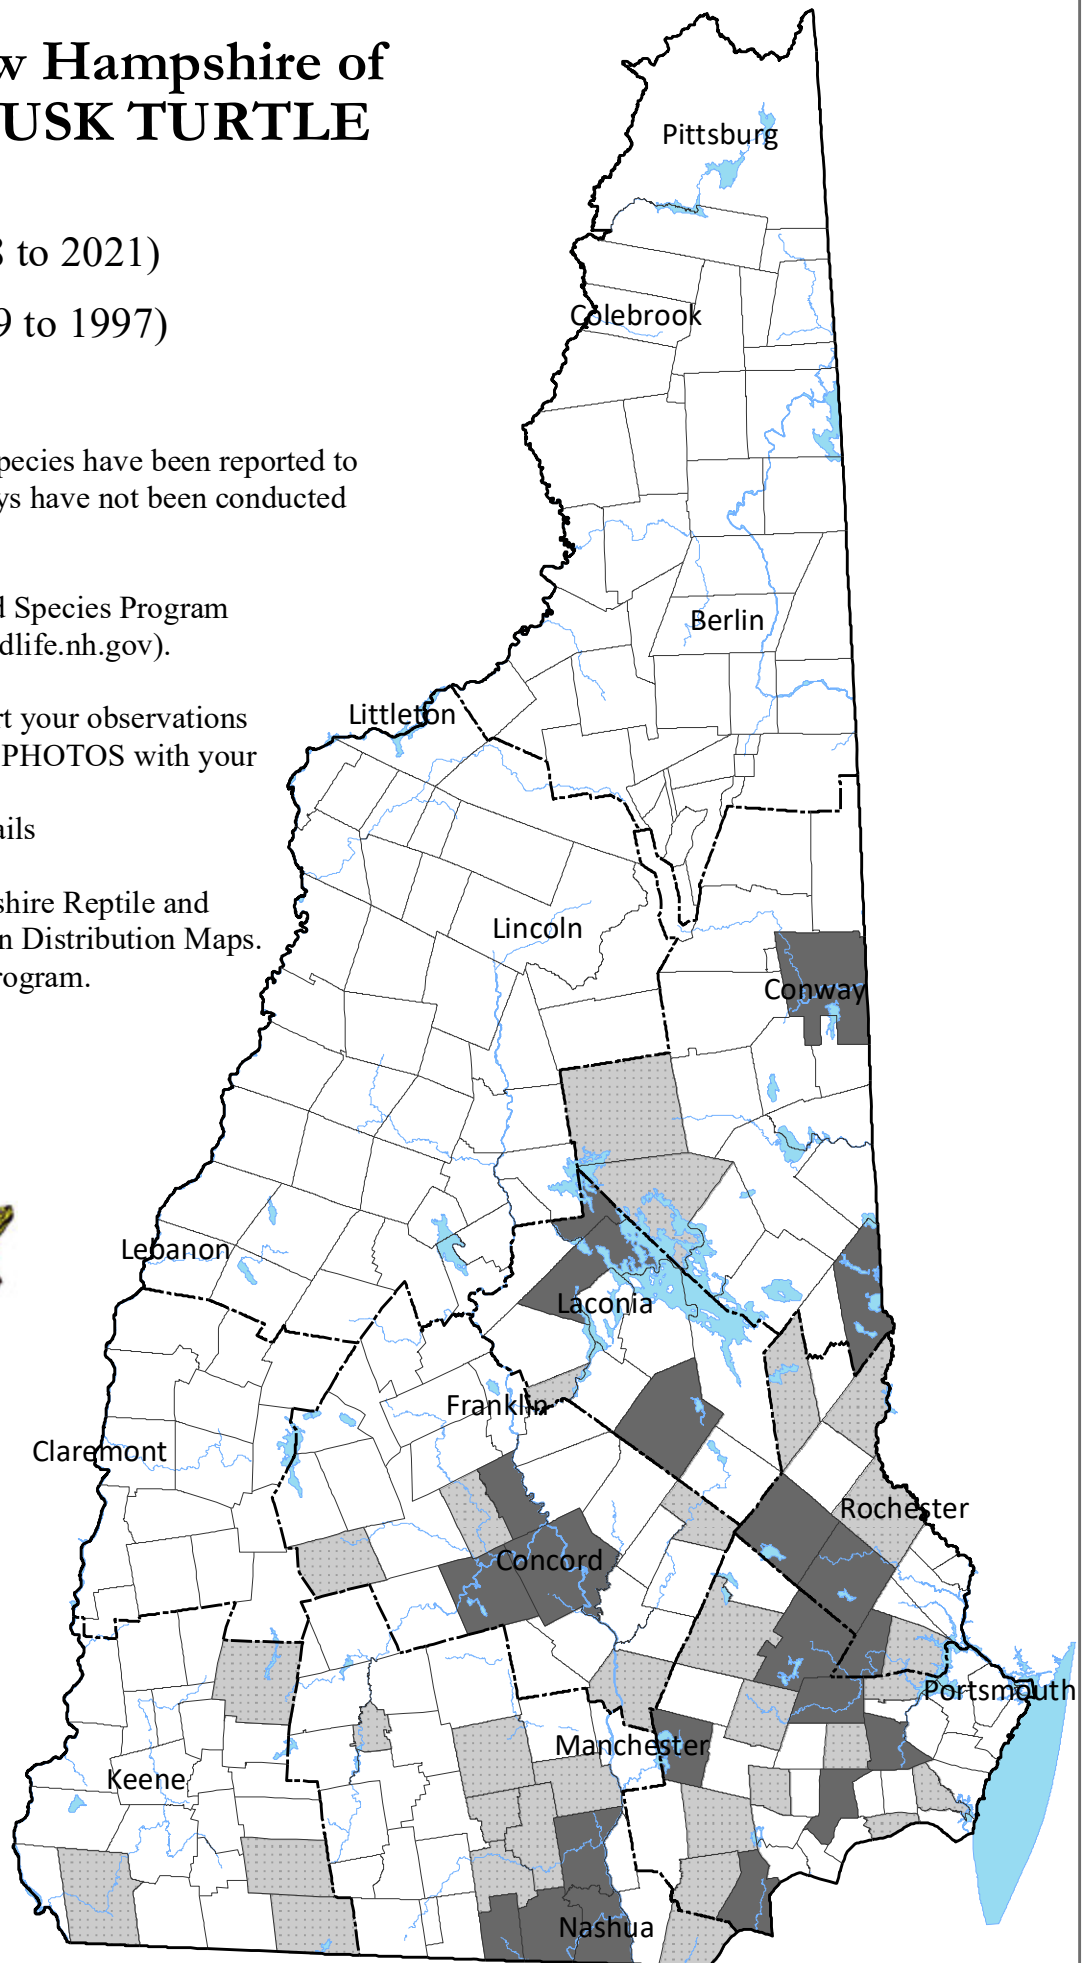 w Hampshire of
USK TURTLE
8 to 2021)
9 to 1997)
pecies have been reported to
ys have not been conducted
d Species Program
dlife.nh.gov).
rt your observations
PHOTOS with your
ails
shire Reptile and
n Distribution Maps.
rogram.
Pittsburg
Colebrook
Berlin
Littleton
Lincoln
Conway
Lebanon
Laconia
Franklin
Claremont
Rochester
Concord
Portsmouth
Manchester
Keene
Nashua